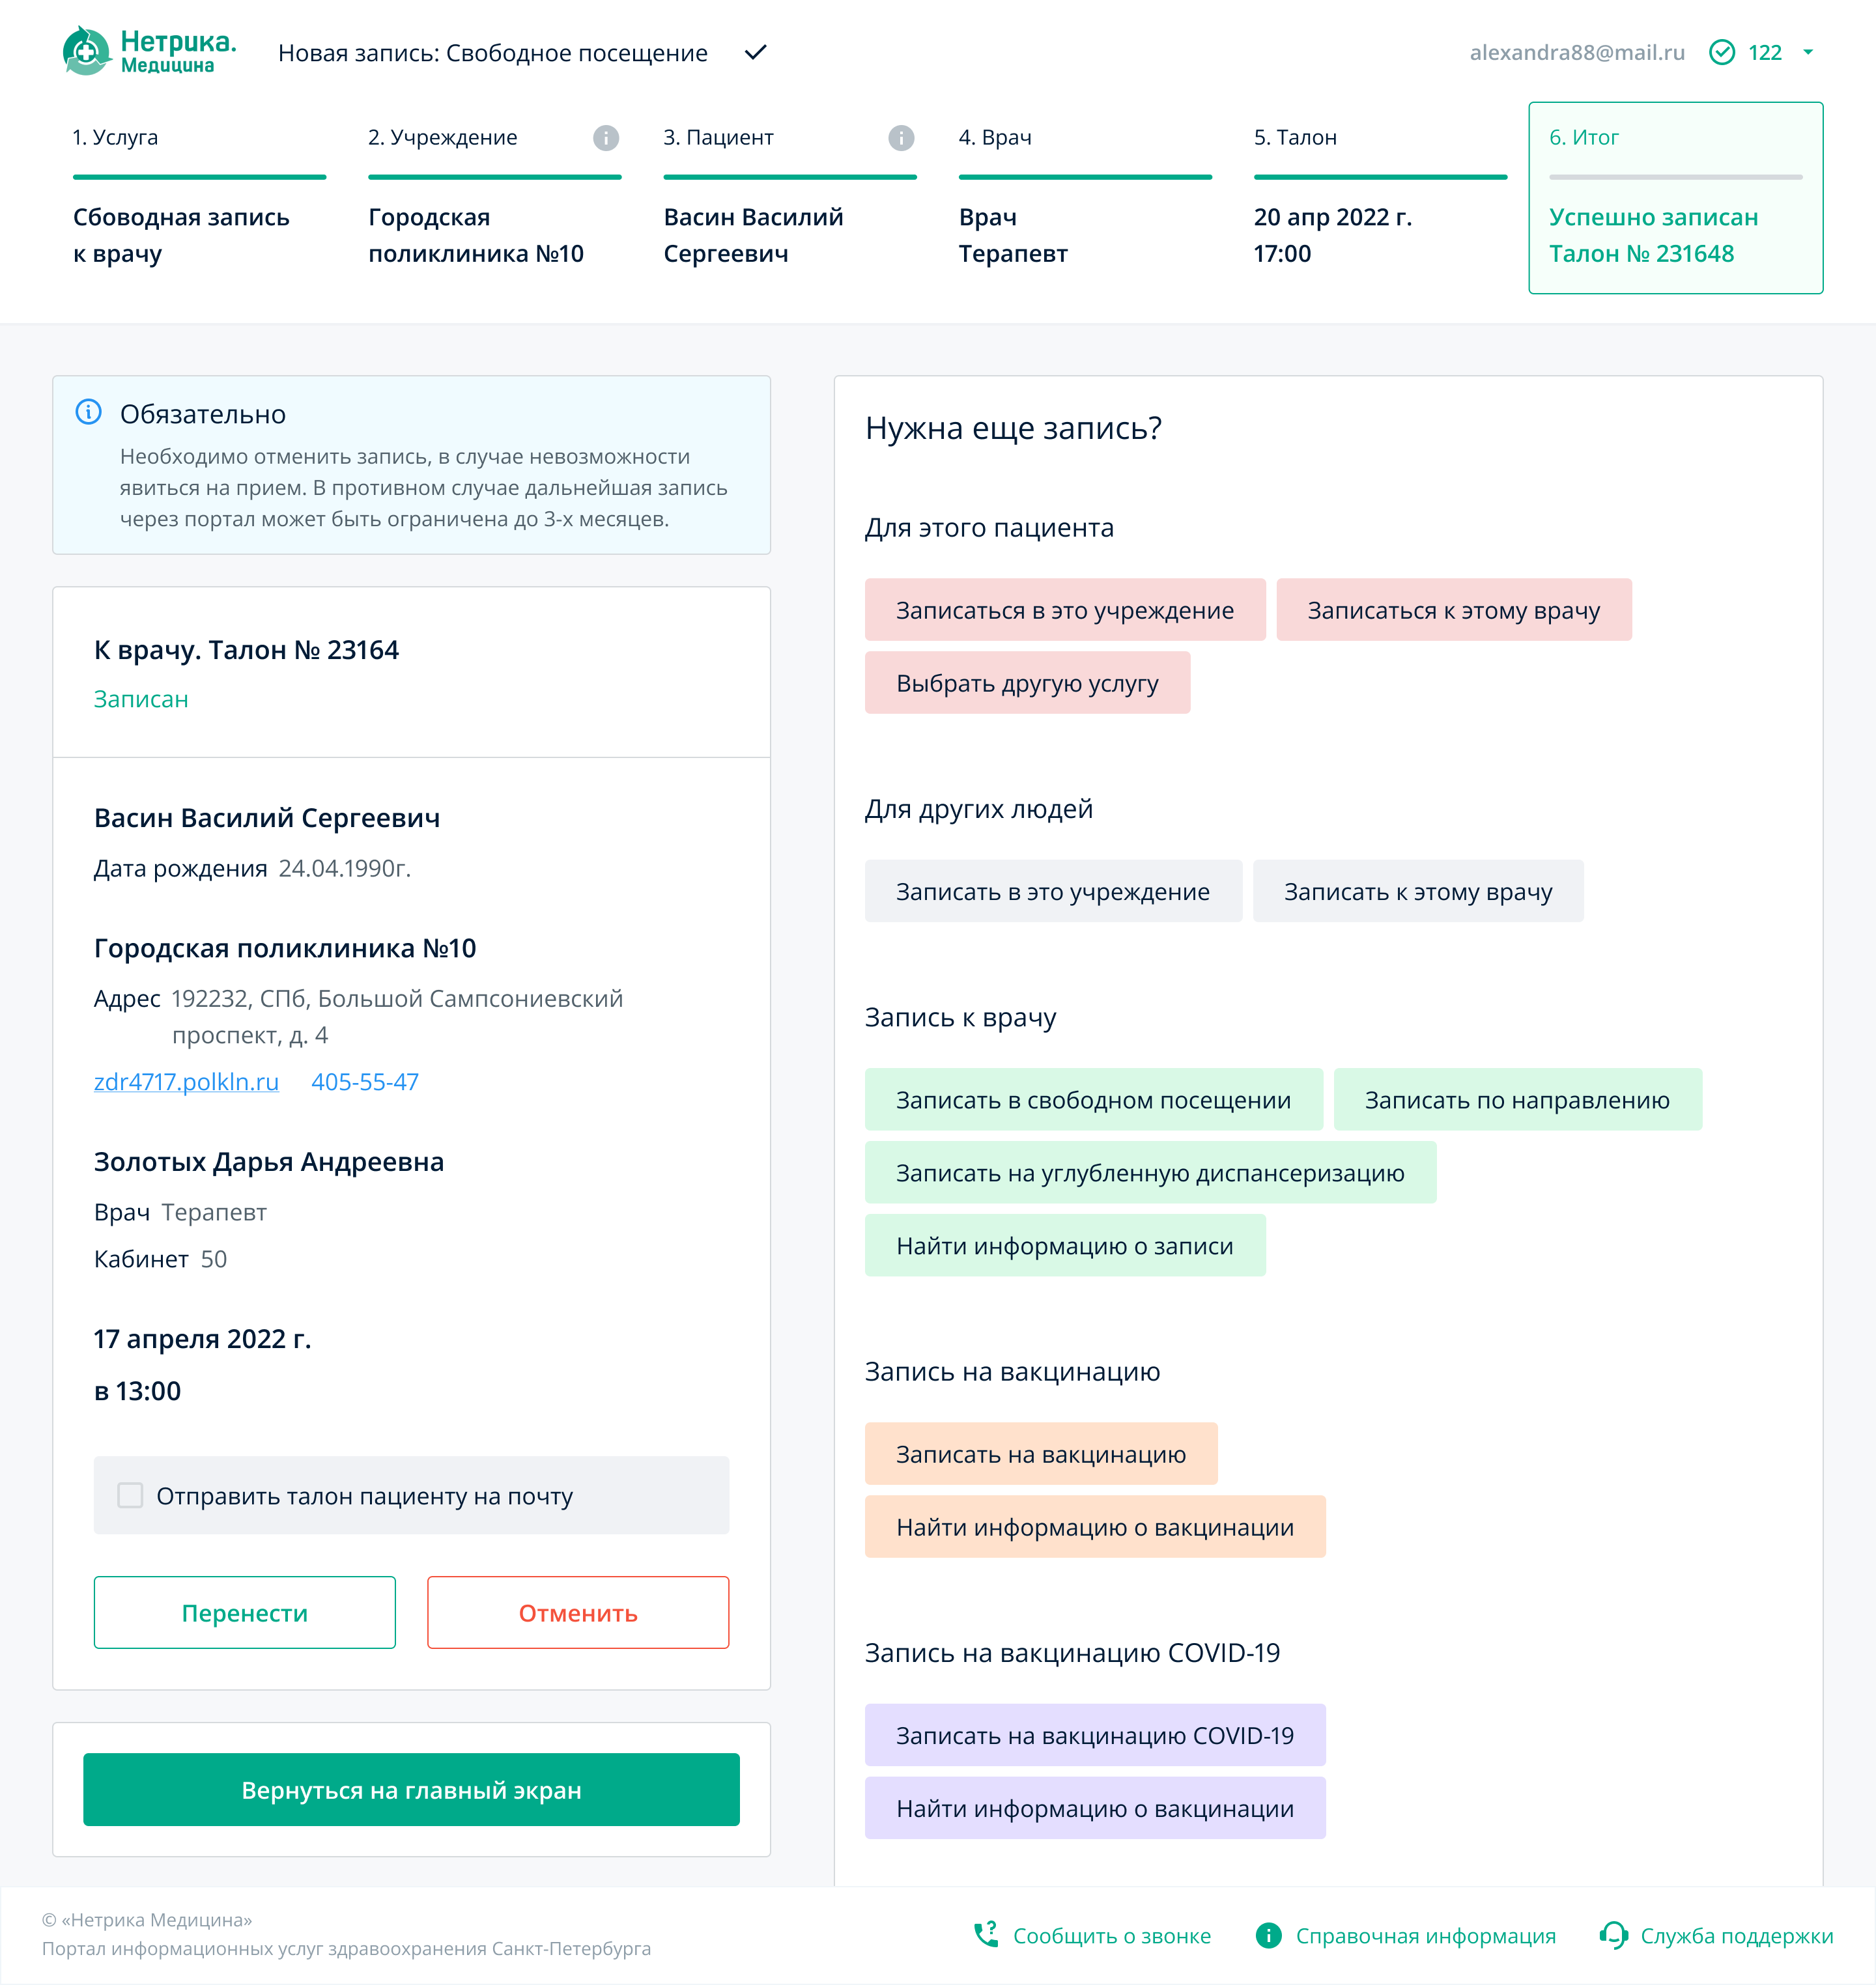 Нетрика.
Медицина
Новая запись: Свободное посещение
alexandra88@mail.ru
122
1. Услуга
Сбоводная запись
к врачу
2. Учреждение
Городская
поликлиника №10
3. Пациент
Васин Василий
Сергеевич
4. Врач
Врач
Терапевт
5. Талон
20 апр 2022 г.
17:00
6. Итог
Успешно записан
Талон № 231648
Обязательно
Необходимо отменить запись, в случае невозможности
явиться на прием. В противном случае дальнейшая запись
через портал может быть ограничена до 3-х месяцев.
К врачу. Талон № 23164
Записан
Васин Василий Сергеевич
Дата рождения 24.04.1990г.
Городская поликлиника №10
Адрес 192232, СПб, Большой Сампсониевский
проспект, д. 4
zdr4717.polkln.ru 405-55-47
Золотых Дарья Андреевна
Врач Терапевт
Кабинет 50
17 апреля 2022 г.
в 13:00
Отправить талон пациенту на почту
Перенести
Отменить
Вернуться на главный экран
Нужна еще запись?
Для этого пациента
Записаться в это учреждение
Записаться к этому врачу
Выбрать другую услугу
Для других людей
Записать в это учреждение
Записать к этому врачу
Запись к врачу
Записать в свободном посещении
Записать по направлению
Записать на углубленную диспансеризацию
Найти информацию о записи
Запись на вакцинацию
Записать на вакцинацию
Найти информацию о вакцинации
Запись на вакцинацию COVID-19
Записать на вакцинацию COVID-19
Найти информацию о вакцинации
© «Нетрика Медицина»
Портал информационных услуг здравоохранения Санкт-Петербурга
Сообщить о звонке
Справочная информация
Служба поддержки